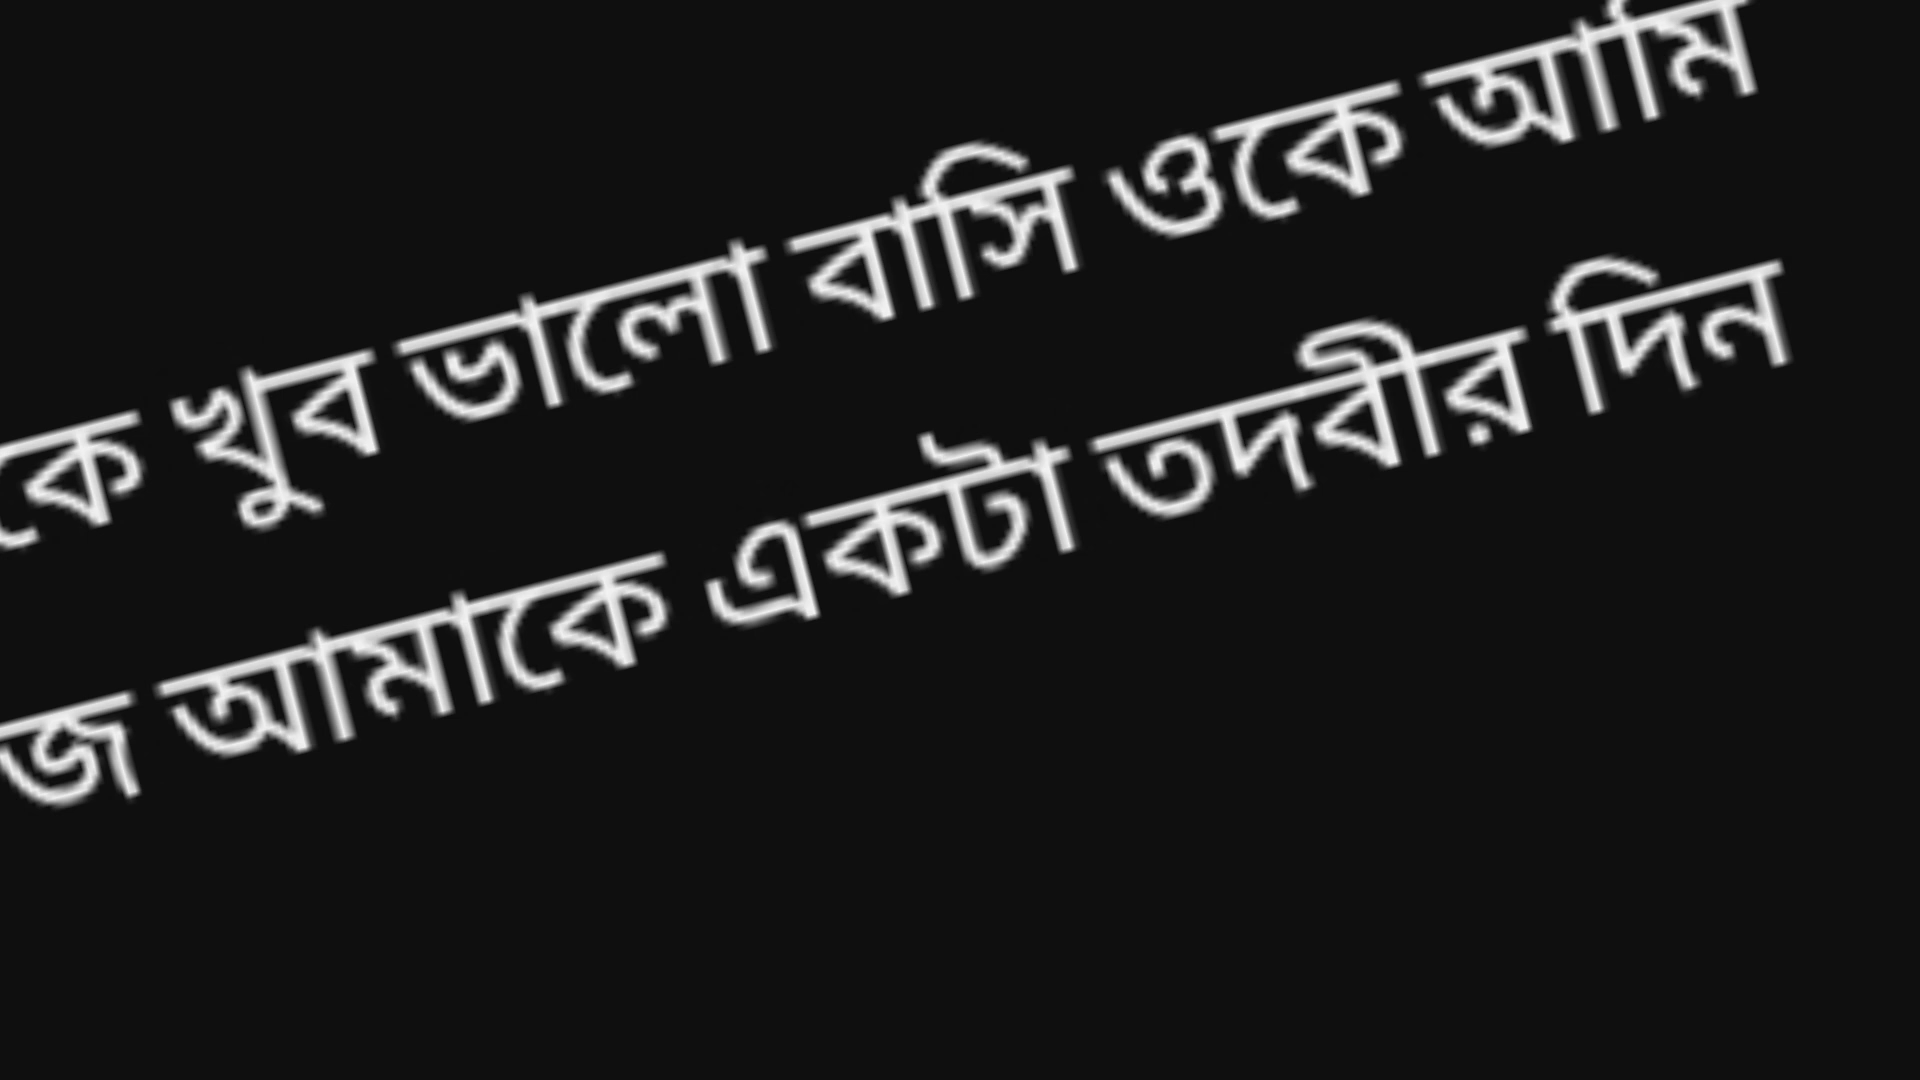 কে খুব ভালো বাসি ওকে আমি
জ আমাকে একটা তদবীর দিন